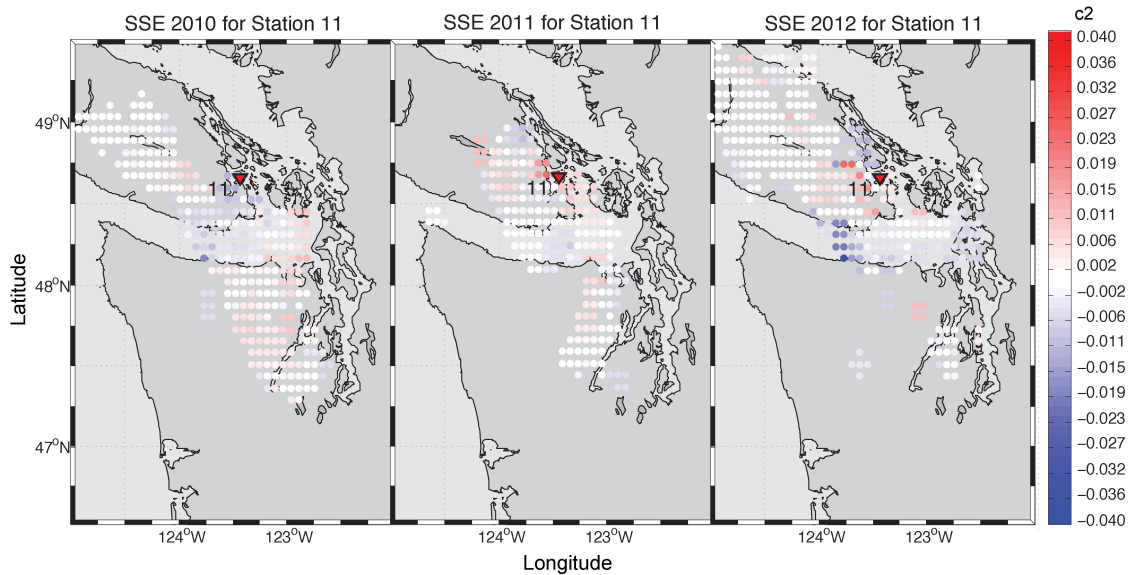 SSE 2010 for Station 11
SSE 2011 for Station 11
SSE 2012 for Station 11
c2
0.040
0.036
0.032
0.027
0.023
0.019
0.015
0.011
0.006
0.002
−0.002
−0.006
−0.011
−0.015
−0.019
−0.023
−0.027
−0.032
−0.036
−0.040
Latitude
49°N
48°N
47°N
11
11
11
124°W
123°W
124°W
123°W
124°W
123°W
Longitude